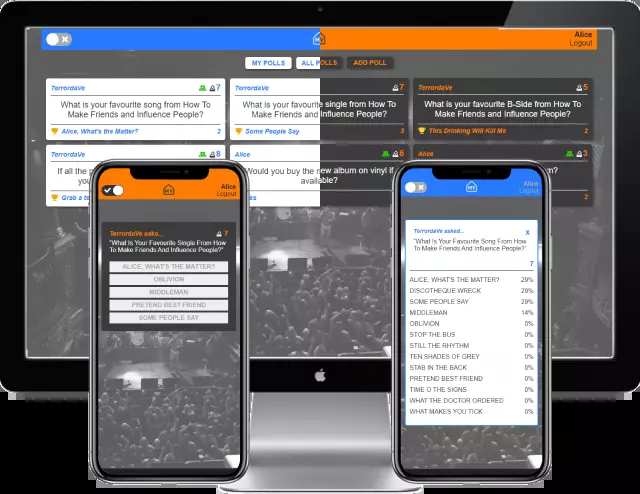 Alice
Logout
MY POLLS
ALL POLLS
ADD POLL
TerrordaVe 7
What is your favourite song from How To
Make Friends and Influence People?
Alice, What's the Matter? 2
TerrordaVe 7
What is your favourite single from How To
Make Friends and Influence People?
Some People Say 3
TerrordaVe 5
What is your favourite B-Side from How To
Make Friends and Influence People?
This Drinking Will Kill Me 2
TerrordaVe 8
If all the
you
Grab a
Alice 6
Would you buy the new album on vinyl if
available?
Alice 3
2
Alice
Logout
TerrordaVe asks... 7
"What Is Your Favourite Single From How
To Make Friends And Influence People?"
ALICE, WHAT'S THE MATTER?
OBLIVION
MIDDLEMAN
PRETEND BEST FRIEND
SOME PEOPLE SAY
Alice
Logout
TerrordaVe asked... X
"What Is Your Favourite Song From How
To Make Friends And Influence People?"
7
ALICE, WHAT'S THE MATTER? 29%
DISCOTHEQUE WRECK 29%
SOME PEOPLE SAY 29%
MIDDLEMAN 14%
OBLIVION 0%
STOP THE BUS 0%
STILL THE RHYTHM 0%
TEN SHADES OF GREY 0%
STAB IN THE BACK 0%
PRETEND BEST FRIEND 0%
TIME O THE SIGNS 0%
WHAT THE DOCTOR ORDERED 0%
WHAT MAKES YOU TICK 0%